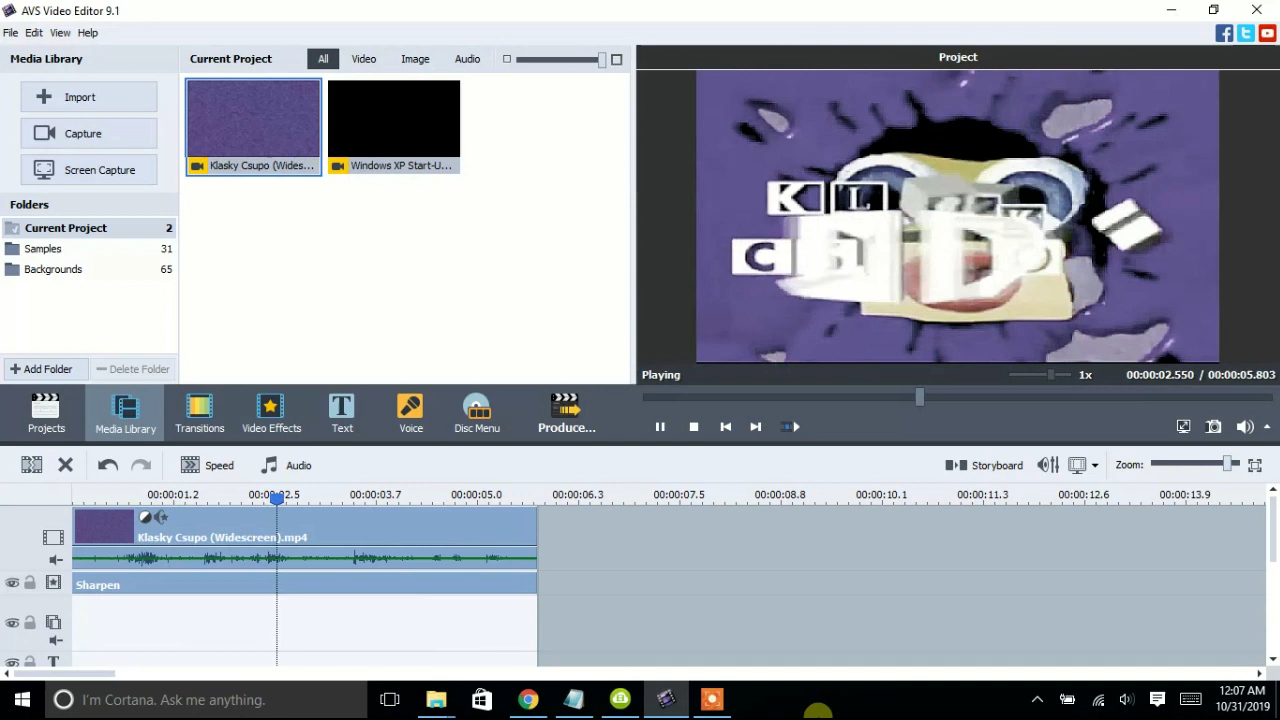 AVS Video Editor 9.1
File Edit View Help
Media Library
Import
Capture
Screen Capture
Folders
Current Project 2
Samples 31
Backgrounds 65
Add Folder
Delete Folder
Current Project
All Video Image Audio
Klasky Csupo (Wides...
Windows XP Start-U...
Project
K L
C
Playing
1x
00:00:02.550 / 00:00:05.803
Projects
Media Library
Transitions
Video Effects
Text
Voice
Disc Menu
Produce...
Speed
Audio
Storyboard
Zoom:
00:00:01.2 00:00:02.5 00:00:03.7 00:00:05.0 00:00:06.3 00:00:07.5 00:00:08.8 00:00:10.1 00:00:11.3 00:00:12.6 00:00:13.9
Klasky Csupo (Widescreen).mp4
Sharpen
T
I'm Cortana. Ask me anything.
12:07 AM
10/31/2019